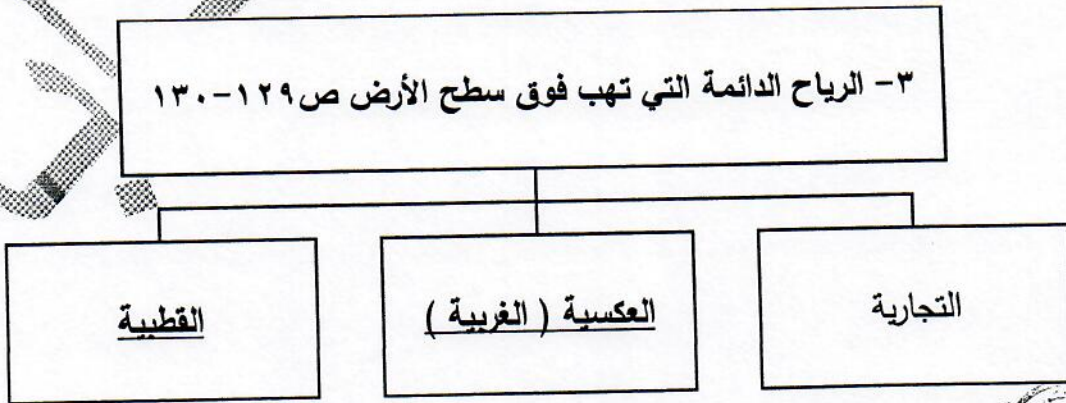 ٣- الرياح الدائمة التي تهب فوق سطح الأرض ص١٢٩-١٣٠
التجارية
العكسية ( الغربية )
القطبية